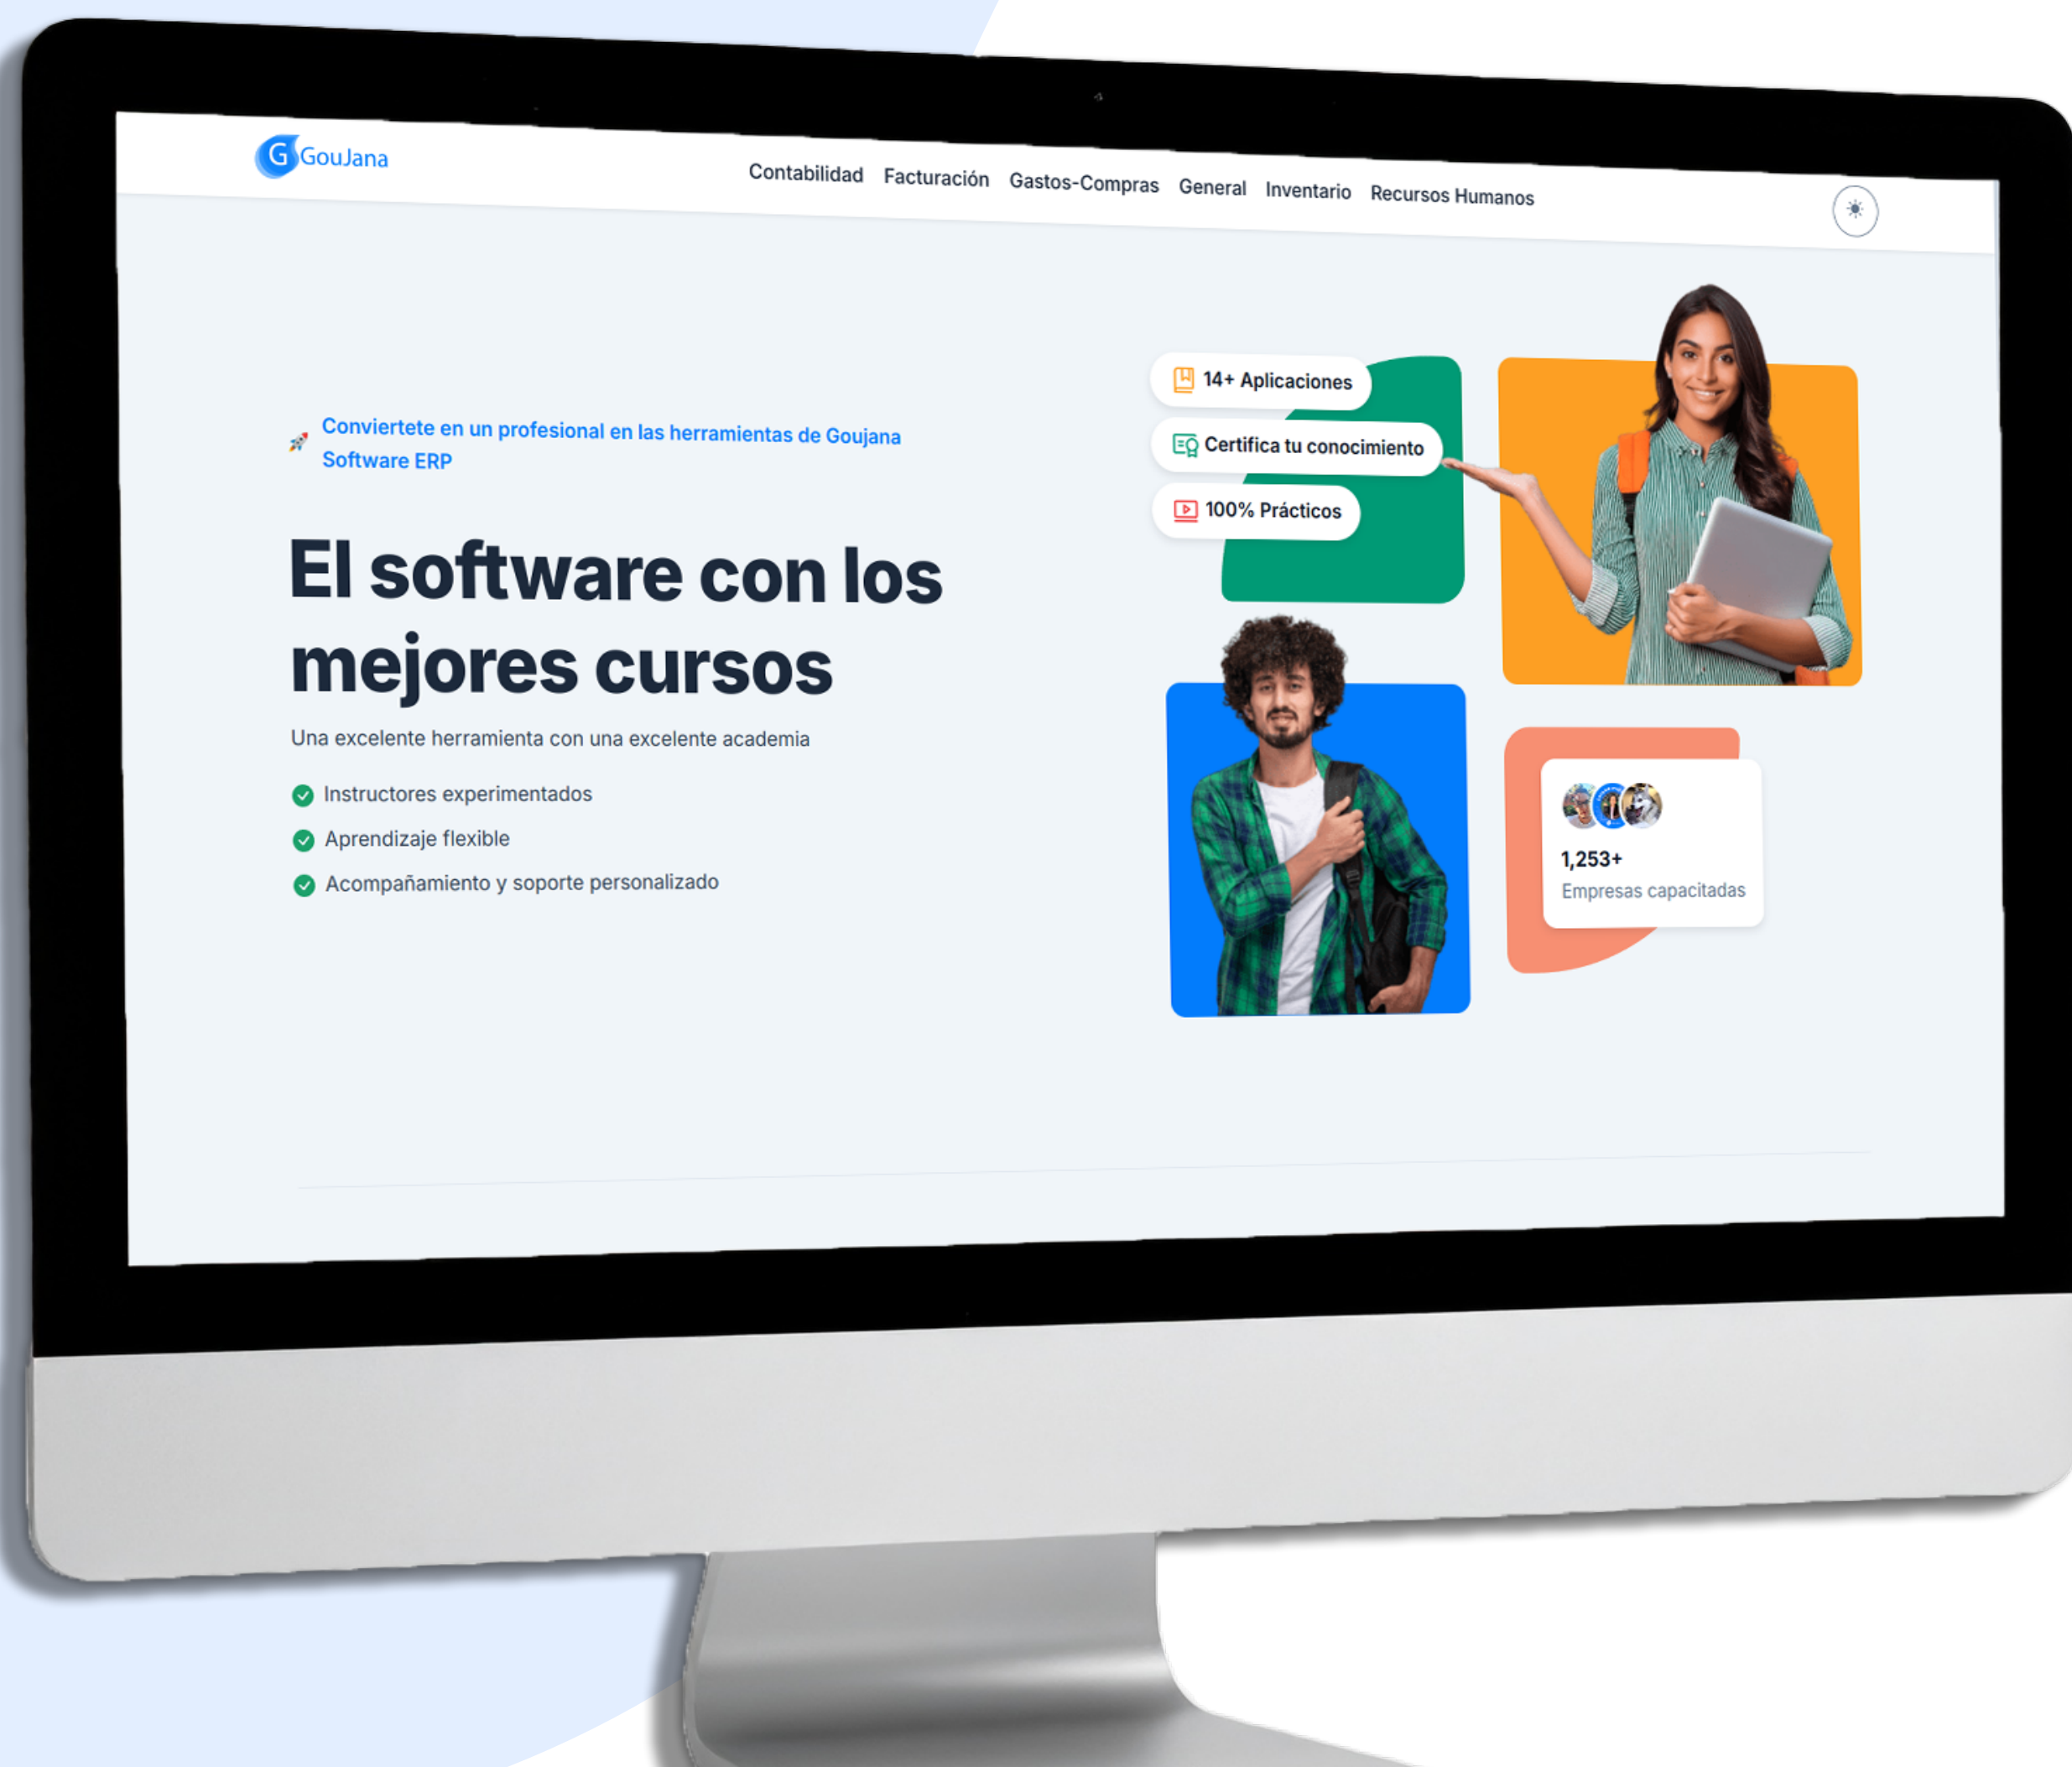 G GouJana
Contabilidad Facturación Gastos-Compras General Inventario Recursos Humanos
Conviertete en un profesional en las herramientas de Goujana
Software ERP
El software con los
mejores cursos
Una excelente herramienta con una excelente academia
Instructores experimentados
Aprendizaje flexible
Acompañamiento y soporte personalizado
14+ Aplicaciones
Certifica tu conocimiento
100% Prácticos
1,253+
Empresas capacitadas